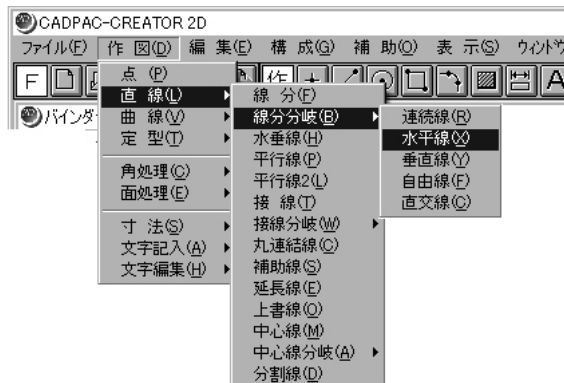 CADPAC-CREATOR 2D
ファイル(F) 作 図(D) 編 集(E) 構 成(G) 補 助(O) 表 示(S) ウィンドウ
F 作 A
バインダ
点 (P)
直 線(L)
曲 線(V)
定 型(T)
角処理(C)
面処理(E)
寸 法(S)
文字記入(A)
文字編集(H)
線 分(F)
線分分岐(B)
水垂線(H)
平行線(P)
平行線2(L)
接 線(T)
接線分岐(W)
丸連結線(C)
補助線(S)
延長線(E)
上書線(O)
中心線(M)
中心線分岐(A)
分割線(D)
連続線(R)
水平線(X)
垂直線(Y)
自由線(F)
直交線(C)